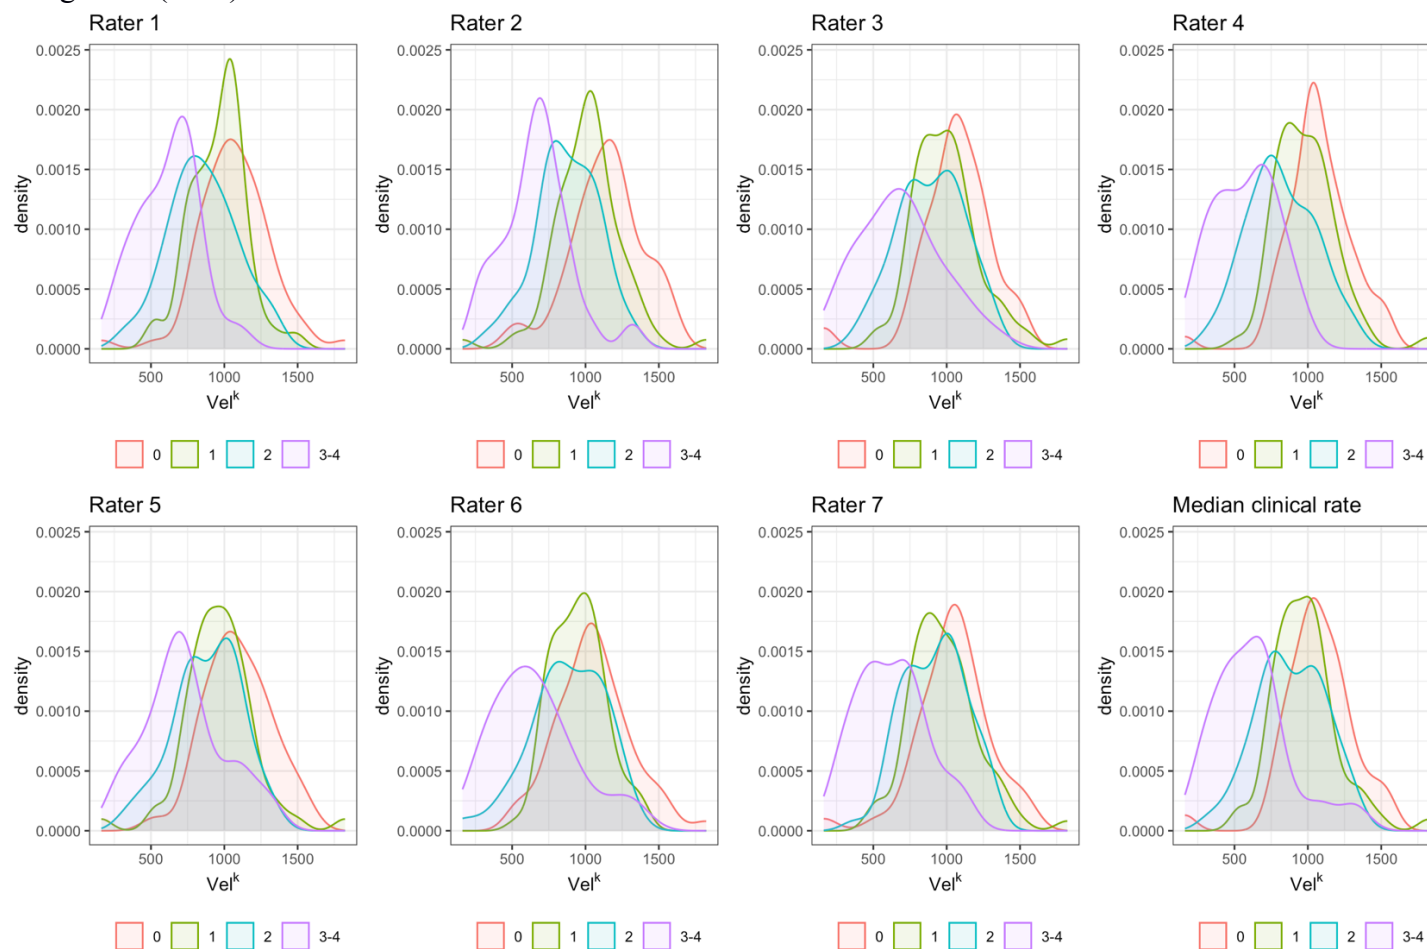 Rater 1 Rater 2 Rater 3 Rater 4
0.0025 0.0025 0.0025 0.0025
0.0020 0.0020 0.0020 0.0020
0.0015 0.0015 0.0015 0.0015
density density density density
0.0010 0.0010 0.0010 0.0010
0.0005 0.0005 0.0005 0.0005
0.0000 0.0000 0.0000 0.0000
500 1000 1500 500 1000 1500 500 1000 1500 500 1000 1500
Vel^k Vel^k Vel^k Vel^k
0 1 2 3-4 0 1 2 3-4 0 1 2 3-4 0 1 2 3-4
Rater 5 Rater 6 Rater 7 Median clinical rate
0.0025 0.0025 0.0025 0.0025
0.0020 0.0020 0.0020 0.0020
0.0015 0.0015 0.0015 0.0015
density density density density
0.0010 0.0010 0.0010 0.0010
0.0005 0.0005 0.0005 0.0005
0.0000 0.0000 0.0000 0.0000
500 1000 1500 500 1000 1500 500 1000 1500 500 1000 1500
Vel^k Vel^k Vel^k Vel^k
0 1 2 3-4 0 1 2 3-4 0 1 2 3-4 0 1 2 3-4